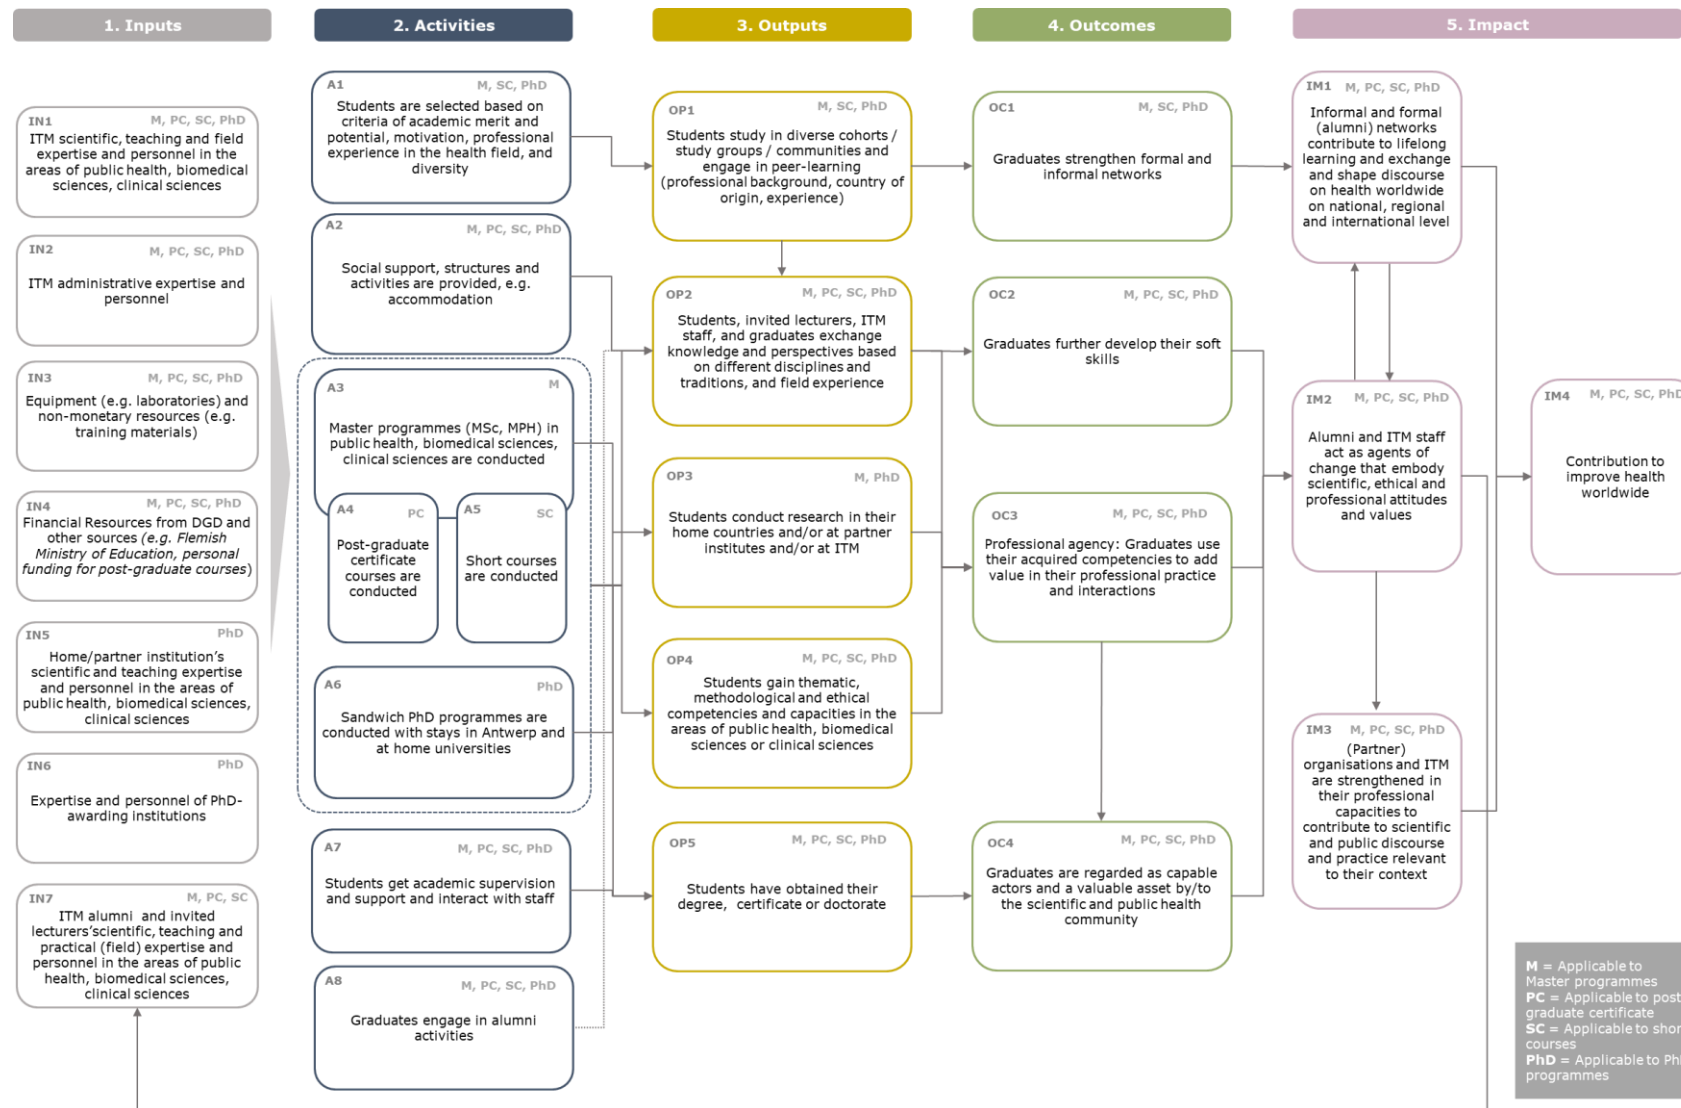 1. Inputs
2. Activities
3. Outputs
4. Outcomes
5. Impact
IN1
M, PC, SC, PhD
ITM scientific, teaching and field
expertise and personnel in the
areas of public health, biomedical
sciences, clinical sciences
IN2
M, PC, SC, PhD
ITM administrative expertise and
personnel
IN3
M, PC, SC, PhD
Equipment (e.g. laboratories) and
non-monetary resources (e.g.
training materials)
IN4
M, PC, SC, PhD
Financial Resources from DGD and
other sources (e.g. Flemish
Ministry of Education, personal
funding for post-graduate courses)
IN5
PhD
Home/partner institution's
scientific and teaching expertise
and personnel in the areas of
public health, biomedical sciences,
clinical sciences
IN6
PhD
Expertise and personnel of PhD-
awarding institutions
IN7
M, PC, SC
ITM alumni and invited
lecturers'scientific, teaching and
practical (field) expertise and
personnel in the areas of public
health, biomedical sciences,
clinical sciences
A1
M, SC, PhD
Students are selected based on
criteria of academic merit and
potential, motivation, professional
experience in the health field, and
diversity
A2
M, PC, SC, PhD
Social support, structures and
activities are provided, e.g.
accommodation
A3
M
Master programmes (MSc, MPH) in
public health, biomedical sciences,
clinical sciences are conducted
A4
PC
Post-graduate
certificate
courses are
conducted
A5
SC
Short courses
are conducted
A6
PhD
Sandwich PhD programmes are
conducted with stays in Antwerp and
at home universities
A7
M, PC, SC, PhD
Students get academic supervision
and support and interact with staff
A8
M, PC, SC, PhD
Graduates engage in alumni
activities
OP1
M, SC, PhD
Students study in diverse cohorts /
study groups / communities and
engage in peer-learning
(professional background, country of
origin, experience)
OP2
M, PC, SC, PhD
Students, invited lecturers, ITM
staff, and graduates exchange
knowledge and perspectives based
on different disciplines and
traditions, and field experience
OP3
M, PhD
Students conduct research in their
home countries and/or at partner
institutes and/or at ITM
OP4
M, PC, SC, PhD
Students gain thematic,
methodological and ethical
competencies and capacities in the
areas of public health, biomedical
sciences or clinical sciences
OP5
M, PC, SC, PhD
Students have obtained their
degree, certificate or doctorate
OC1
M, SC, PhD
Graduates strengthen formal and
informal networks
OC2
M, PC, SC, PhD
Graduates further develop their soft
skills
OC3
M, PC, SC, PhD
Professional agency: Graduates use
their acquired competencies to add
value in their professional practice
and interactions
OC4
M, PC, SC, PhD
Graduates are regarded as capable
actors and a valuable asset by/to
the scientific and public health
community
IM1
M, PC, SC, PhD
Informal and formal
(alumni) networks
contribute to lifelong
learning and exchange
and shape discourse
on health worldwide
on national, regional
and international level
IM2
M, PC, SC, PhD
Alumni and ITM staff
act as agents of
change that embody
scientific, ethical and
professional attitudes
and values
IM3
M, PC, SC, PhD
(Partner)
organisations and ITM
are strengthened in
their professional
capacities to
contribute to scientific
and public discourse
and practice relevant
to their context
IM4
M, PC, SC, PhD
Contribution to
improve health
worldwide
M = Applicable to
Master programmes
PC = Applicable to post
graduate certificate
SC = Applicable to shor
courses
PhD = Applicable to Ph
programmes